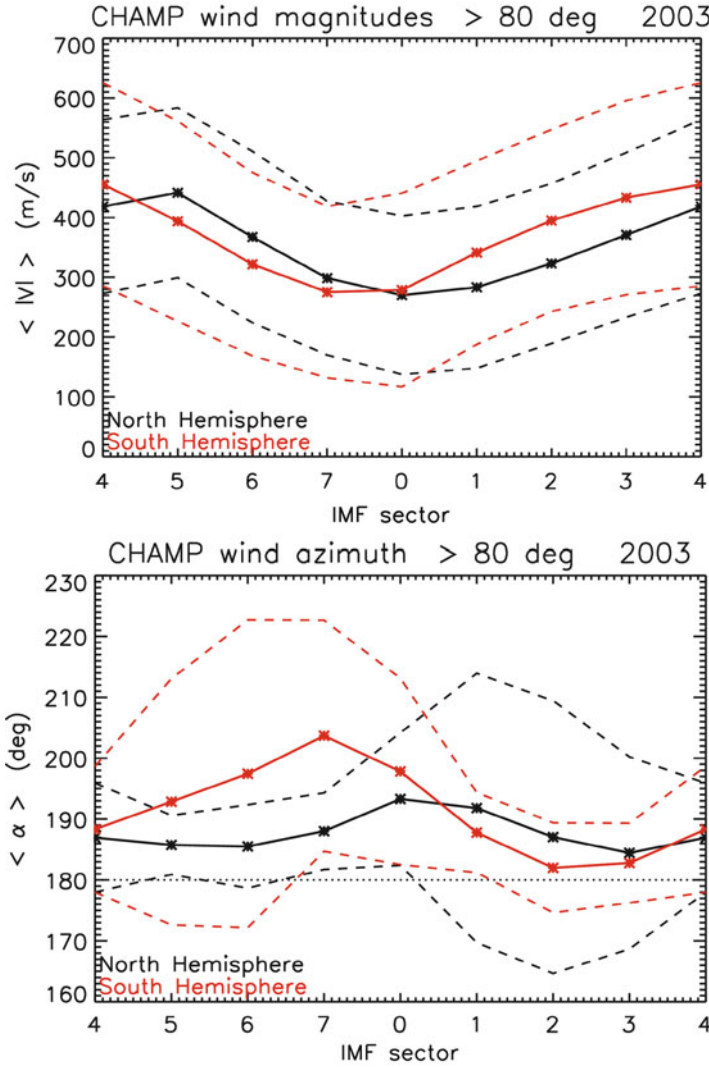 CHAMP wind magnitudes > 80 deg 2003
700
600
500
400
300
200
100
0
< |v| > (m/s)
North Hemisphere
South Hemisphere
4 5 6 7 0 1 2 3 4
IMF sector
CHAMP wind azimuth > 80 deg 2003
230
220
210
200
190
180
170
160
< α > (deg)
North Hemisphere
South Hemisphere
4 5 6 7 0 1 2 3 4
IMF sector